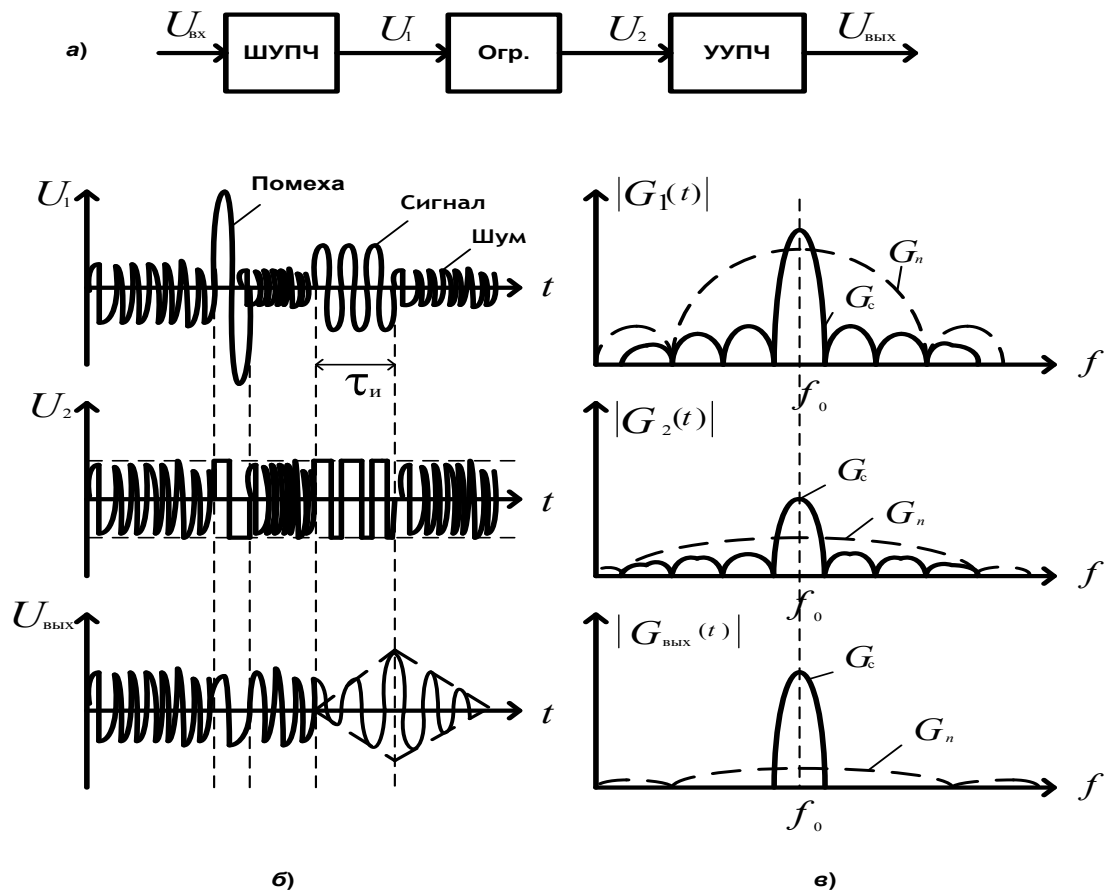 а)
U вх
ШУПЧ
U 1
Огр.
U 2
УУПЧ
U вых
U 1
Помеха
Сигнал
Шум
t
τ и
|G 1 (t)|
G n
G c
f
f 0
U 2
t
|G 2 (t)|
G c
G n
f
f 0
U вых
t
|G вых (t)|
G c
G n
f
f 0
б)
в)